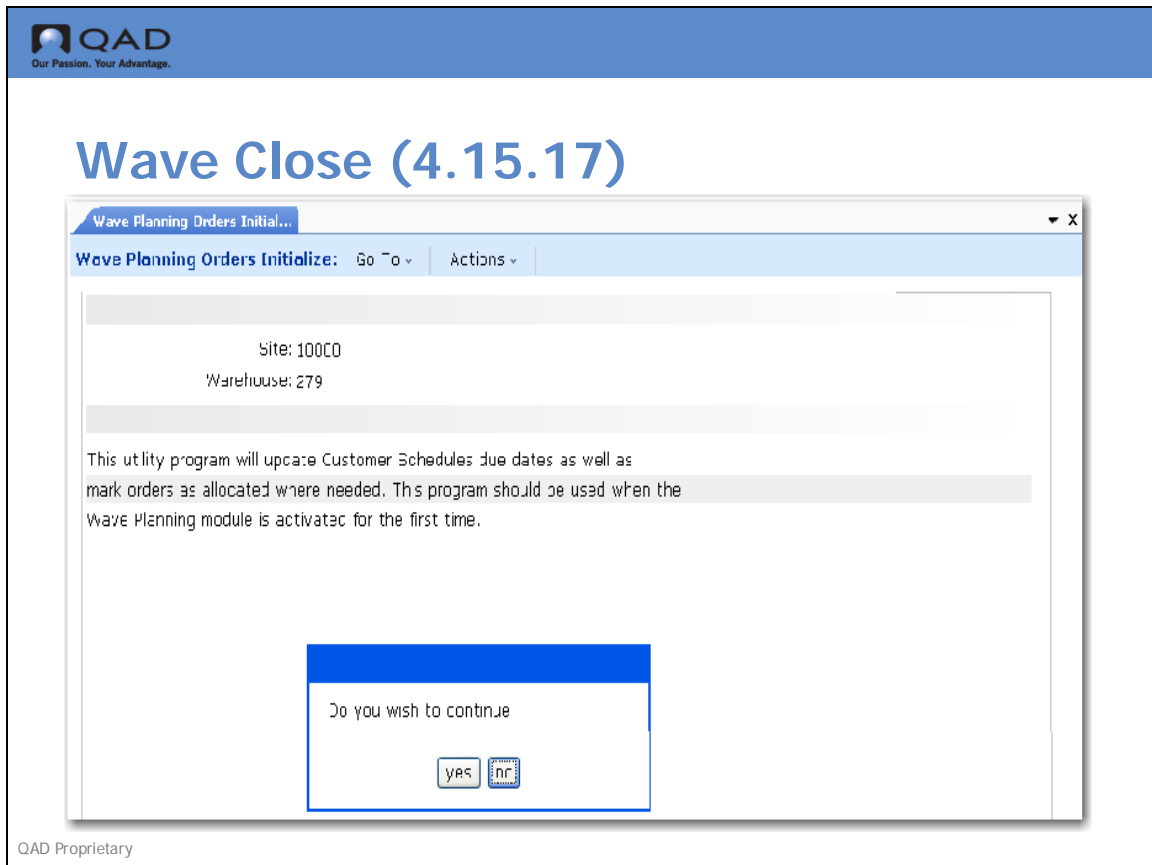 QAD
Our Passion. Your Advantage.
Wave Close (4.15.17)
Wave Planning Orders Initial...
X
Wave Planning Orders Initialize: Go To Actions
Site: 10000
Warehouse: 279
This utility program will update Customer Schedules due dates as well as
mark orders as allocated where needed. This program should be used when the
Wave Planning module is activated for the first time.
Do you wish to continue
yes no
QAD Proprietary